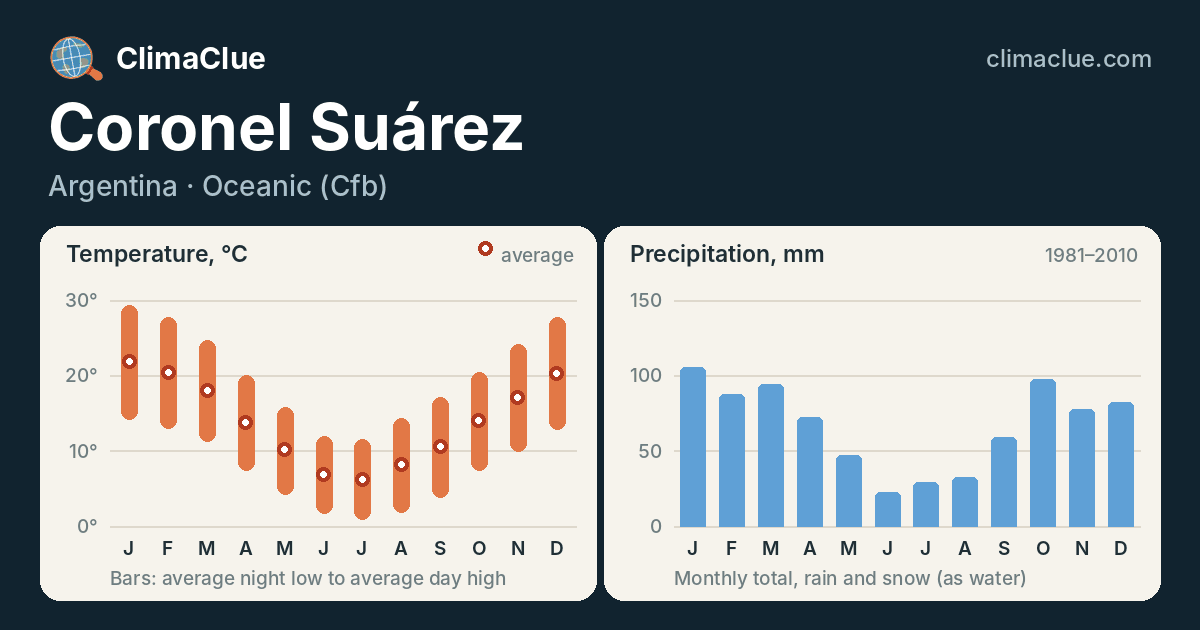 ClimaClue
climaclue.com
Coronel Suárez
Argentina · Oceanic (Cfb)
Temperature, °C
average
30°
20°
10°
0°
J F M A M J J A S O N D
Bars: average night low to average day high
Precipitation, mm
1981–2010
150
100
50
0
J F M A M J J A S O N D
Monthly total, rain and snow (as water)